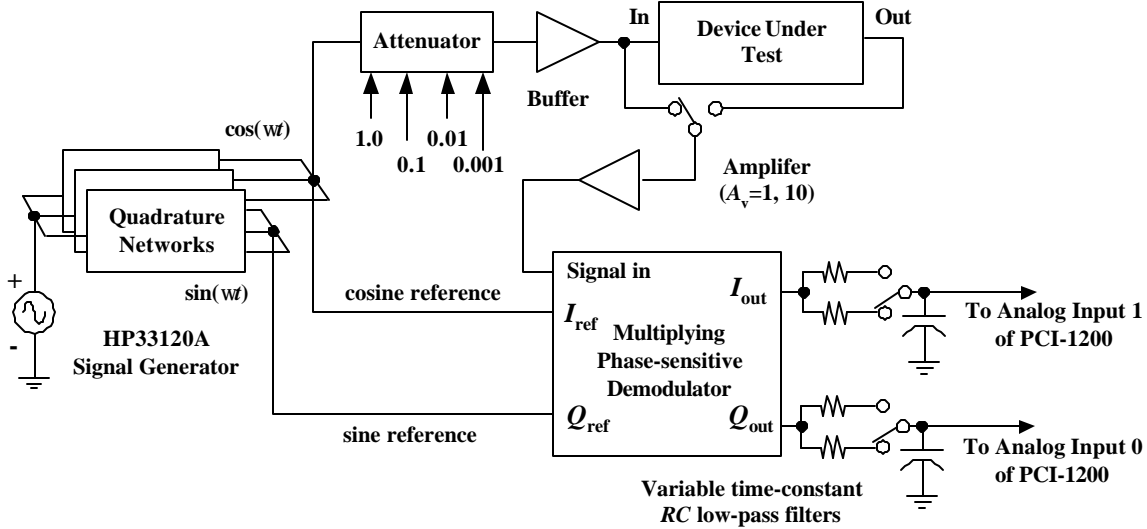 In
Out
Attenuator
Device Under
Test
Buffer
1.0
0.1
0.01
0.001
cos(wt)
Amplifer
(Av=1, 10)
Quadrature
Networks
sin(wt)
+
-
HP33120A
Signal Generator
Signal in
cosine reference
Iref
Iout
Multiplying
Phase-sensitive
Demodulator
To Analog Input 1
of PCI-1200
Qref
Qout
sine reference
To Analog Input 0
of PCI-1200
Variable time-constant
RC low-pass filters